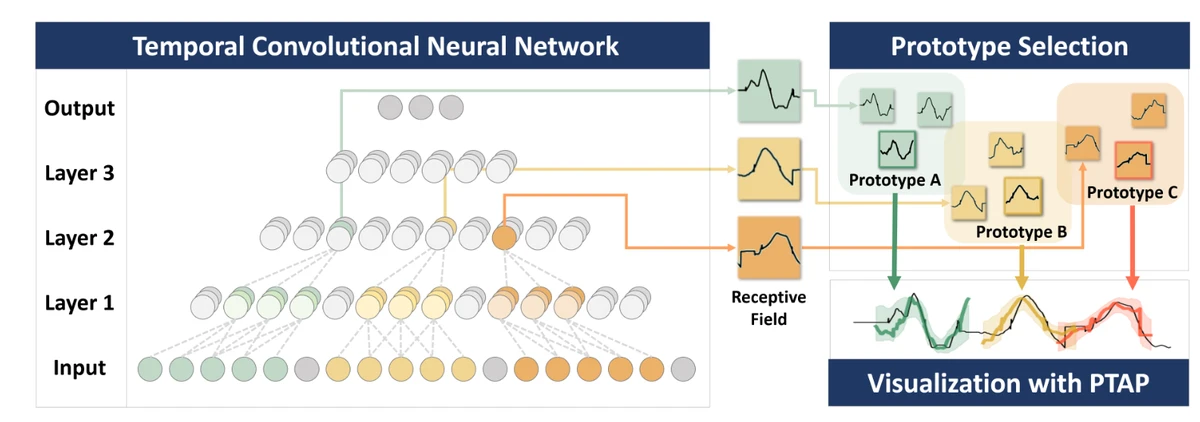 Temporal Convolutional Neural Network
Output
Layer 3
Layer 2
Layer 1
Input
Receptive
Field
Prototype Selection
Prototype A
Prototype B
Prototype C
Visualization with PTAP